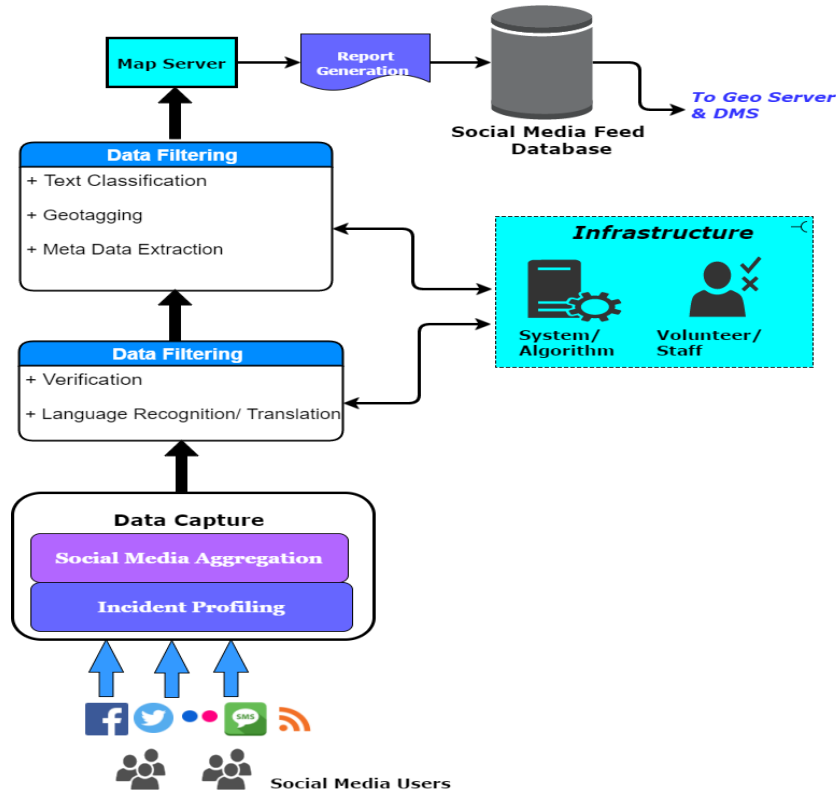 Map Server
Report
Generation
Social Media Feed
Database
To Geo Server
& DMS
Data Filtering
+ Text Classification
+ Geotagging
+ Meta Data Extraction
Infrastructure
System/
Algorithm
Volunteer/
Staff
Data Filtering
+ Verification
+ Language Recognition/ Translation
Data Capture
Social Media Aggregation
Incident Profiling
f
SMS
Social Media Users